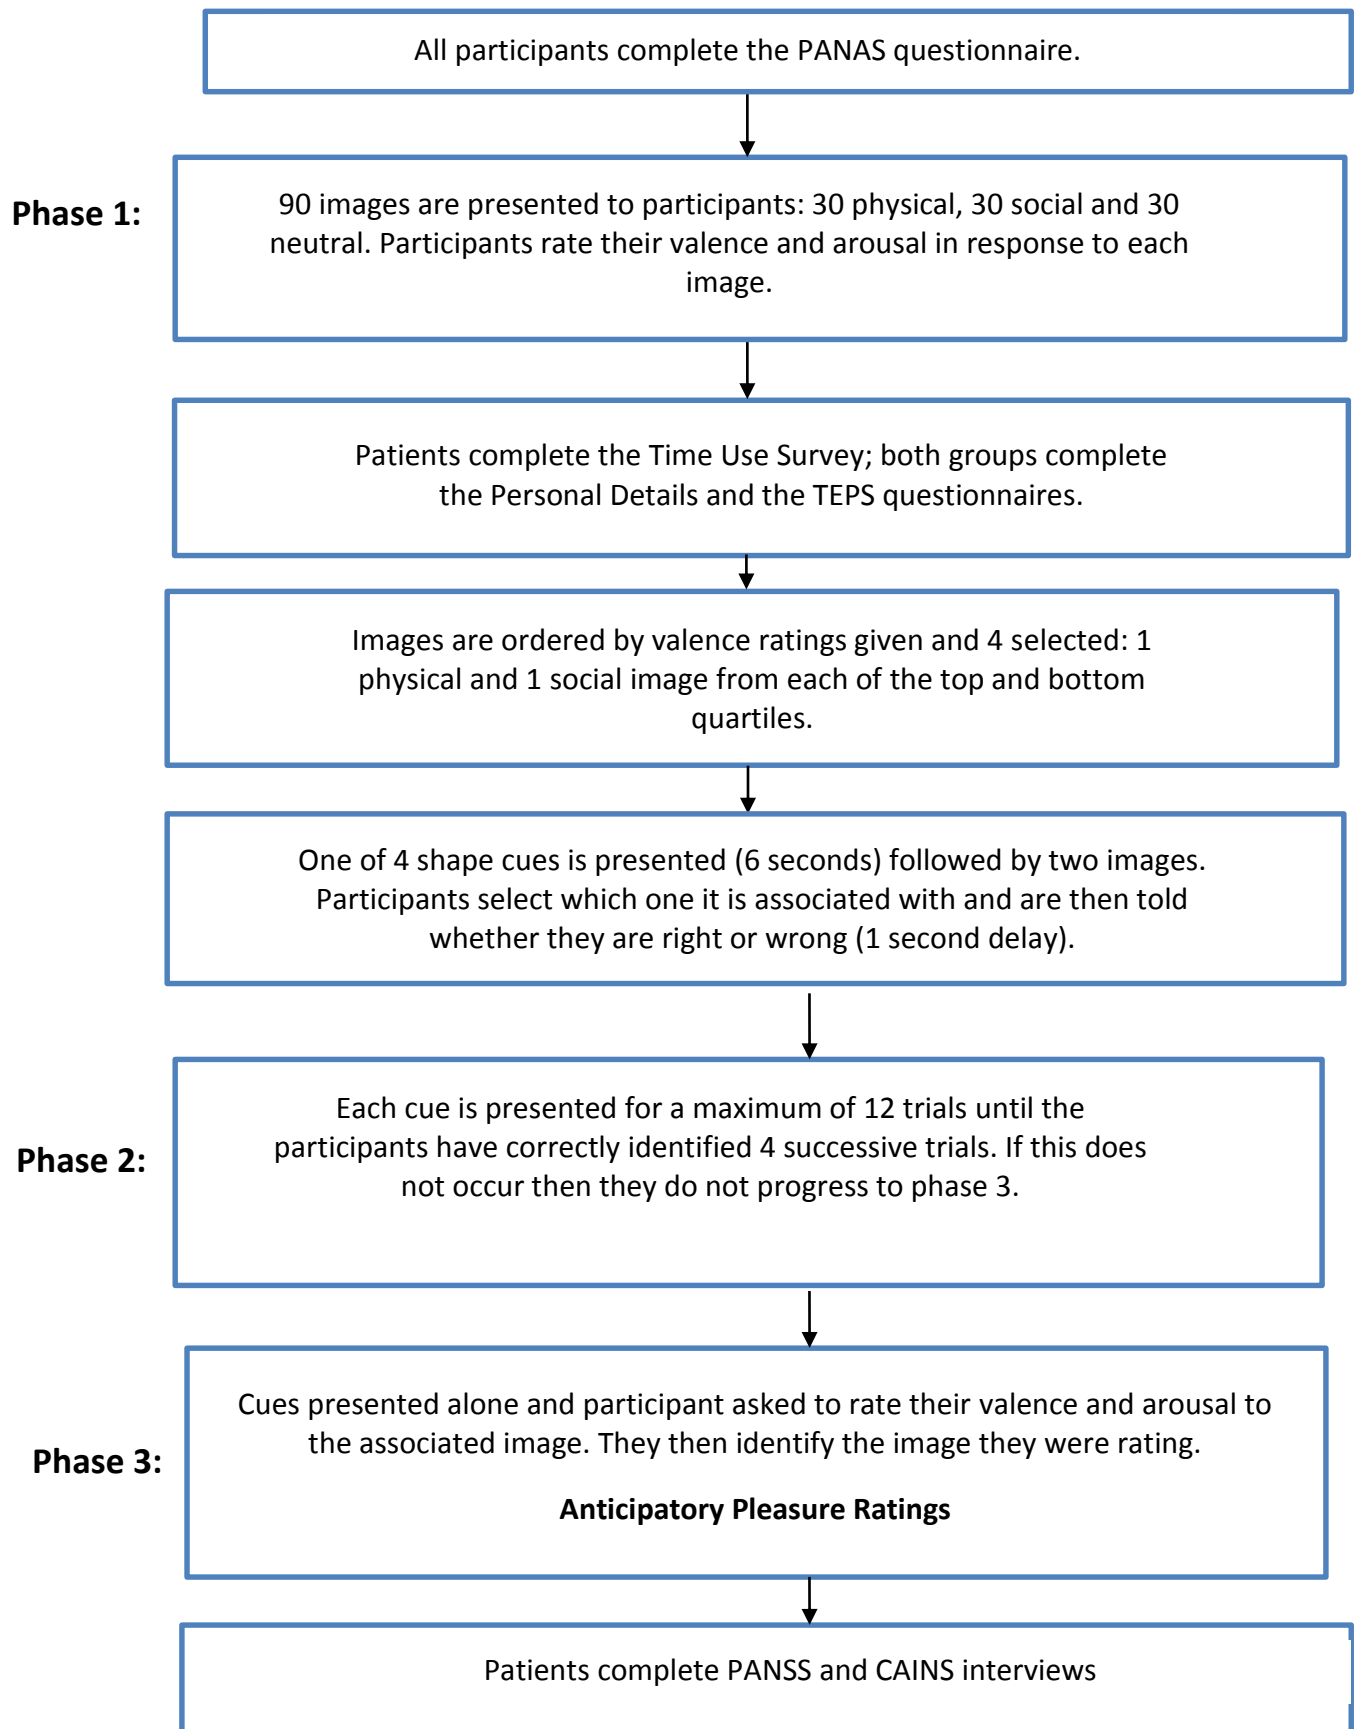 All participants complete the PANAS questionnaire.
Phase 1:
90 images are presented to participants: 30 physical, 30 social and 30
neutral. Participants rate their valence and arousal in response to each
image.
Patients complete the Time Use Survey; both groups complete
the Personal Details and the TEPS questionnaires.
Images are ordered by valence ratings given and 4 selected: 1
physical and 1 social image from each of the top and bottom
quartiles.
One of 4 shape cues is presented (6 seconds) followed by two images.
Participants select which one it is associated with and are then told
whether they are right or wrong (1 second delay).
Phase 2:
Each cue is presented for a maximum of 12 trials until the
participants have correctly identified 4 successive trials. If this does
not occur then they do not progress to phase 3.
Phase 3:
Cues presented alone and participant asked to rate their valence and arousal to
the associated image. They then identify the image they were rating.
Anticipatory Pleasure Ratings
Patients complete PANSS and CAINS interviews